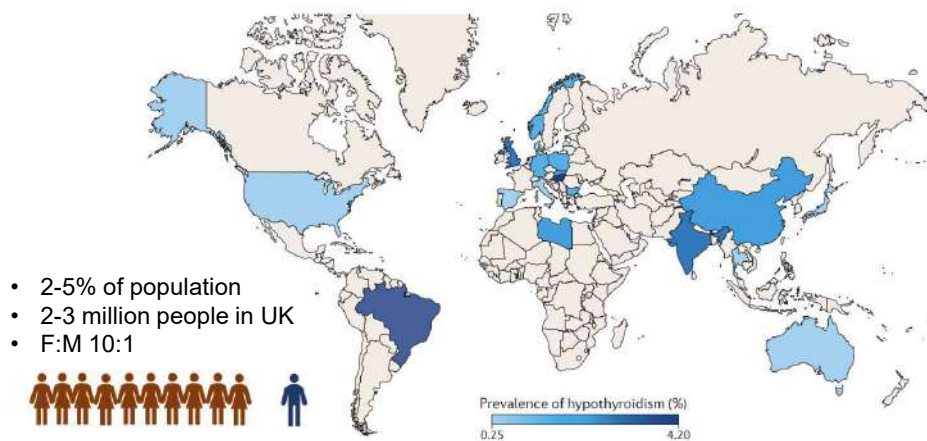 • 2-5% of population
• 2-3 million people in UK
• F:M 10:1
Prevalence of hypothyroidism (%)
0.25 4.20